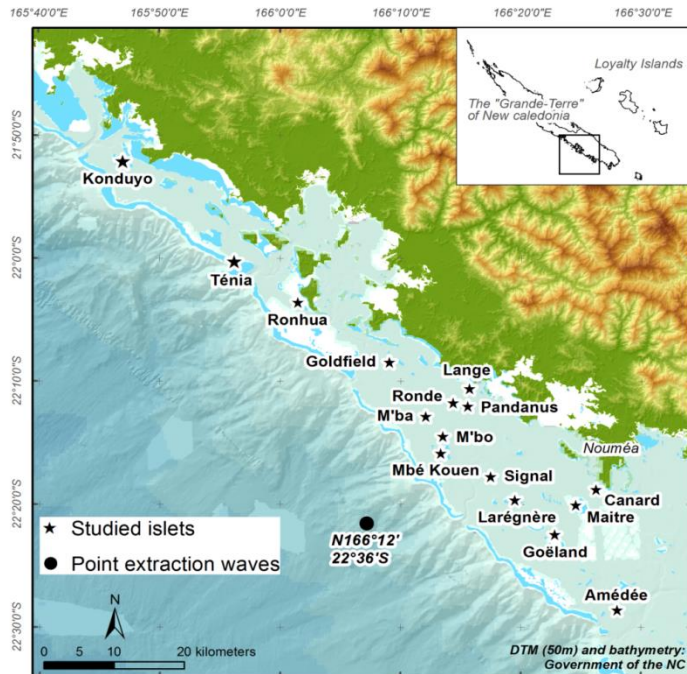 165°40'0"E
165°50'0"E
166°0'0"E
166°10'0"E
166°20'0"E
166°30'0"E
21°50'0"S
22°0'0"S
22°10'0"S
22°20'0"S
22°30'0"S
Loyalty Islands
The "Grande-Terre"
of New caledonia
Konduyo
Ténia
Ronhua
Goldfield
Lange
Ronde
Pandanus
M'ba
M'bo
Nouméa
Mbé Kouen
Signal
Canard
Larégnère
Maitre
Goëland
Amédée
Studied islets
Point extraction waves
N166°12'
22°36'S
N
0 5 10 20 kilometers
DTM (50m) and bathymetry:
Government of the NC